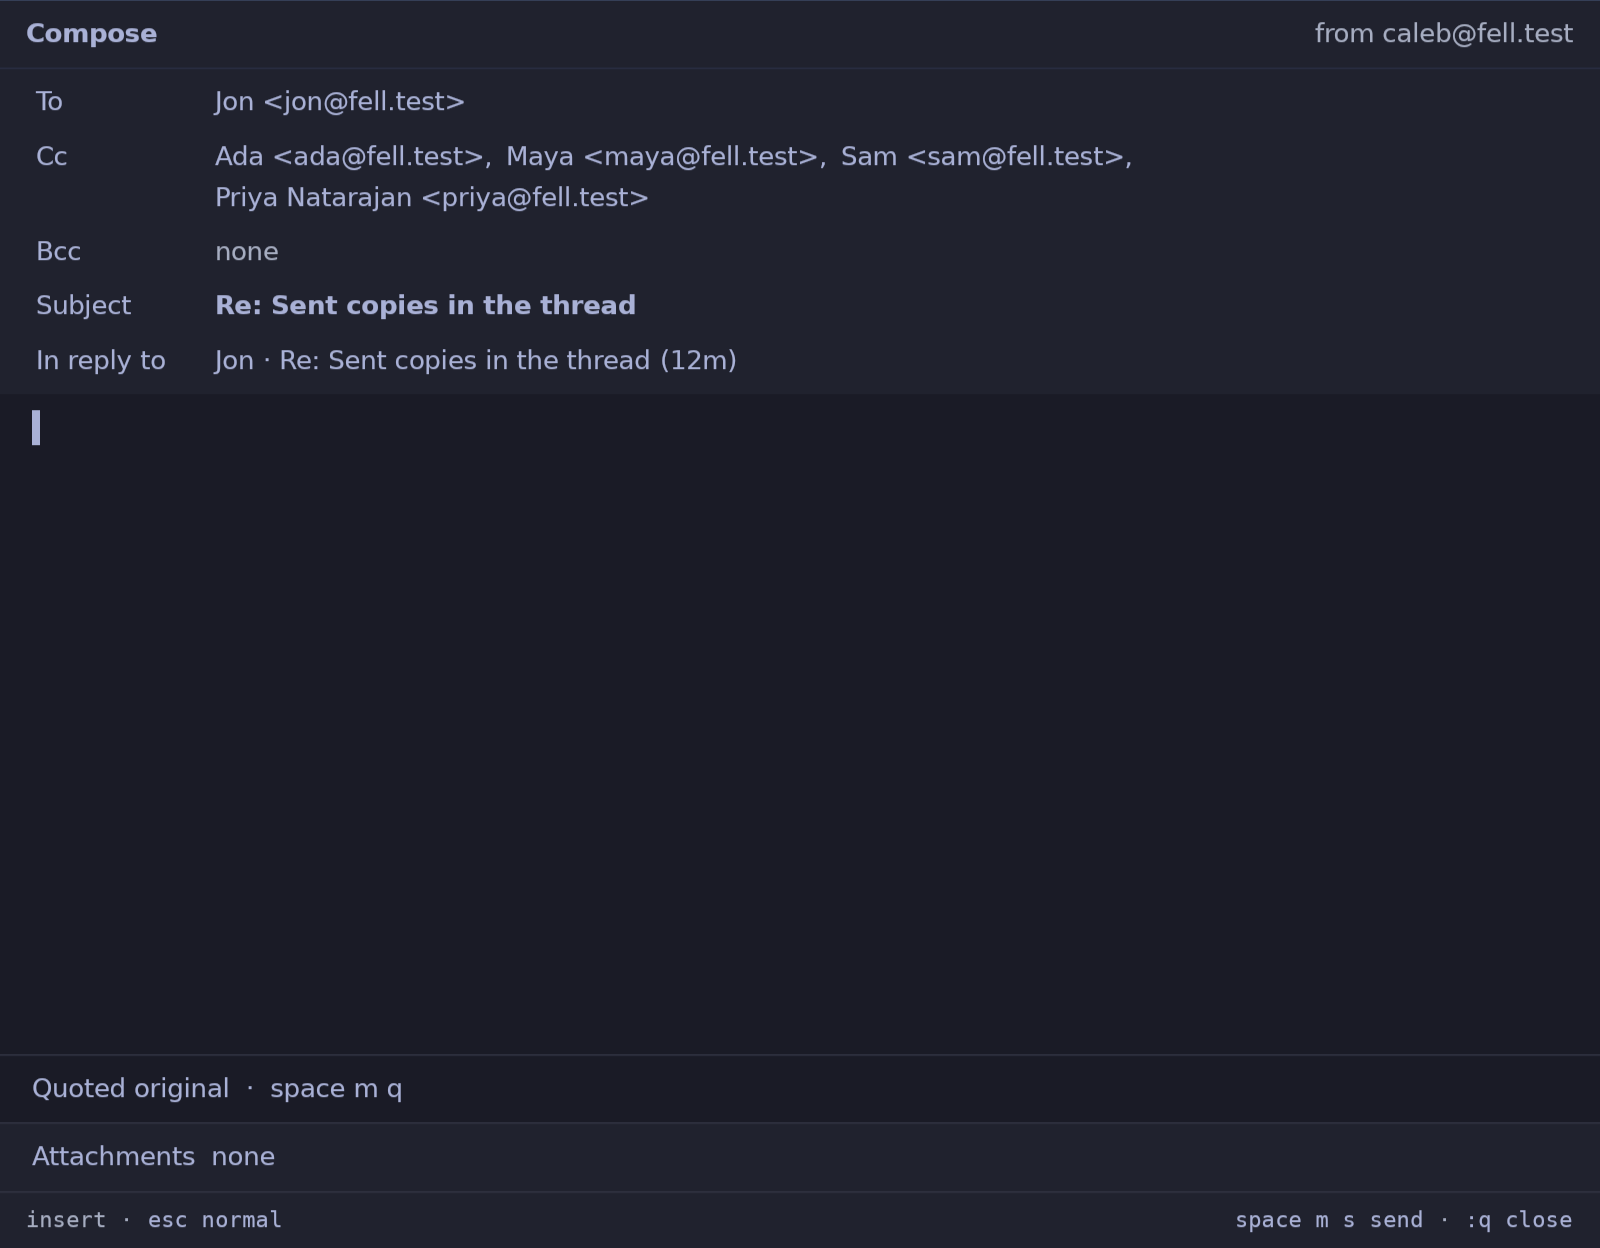 Compose from caleb@fell.test
To Jon <jon@fell.test>
Cc Ada <ada@fell.test>, Maya <maya@fell.test>, Sam <sam@fell.test>,
Priya Natarajan <priya@fell.test>
Bcc none
Subject Re: Sent copies in the thread
In reply to Jon · Re: Sent copies in the thread (12m)
Quoted original · space m q
Attachments none
insert · esc normal space m s send · :q close